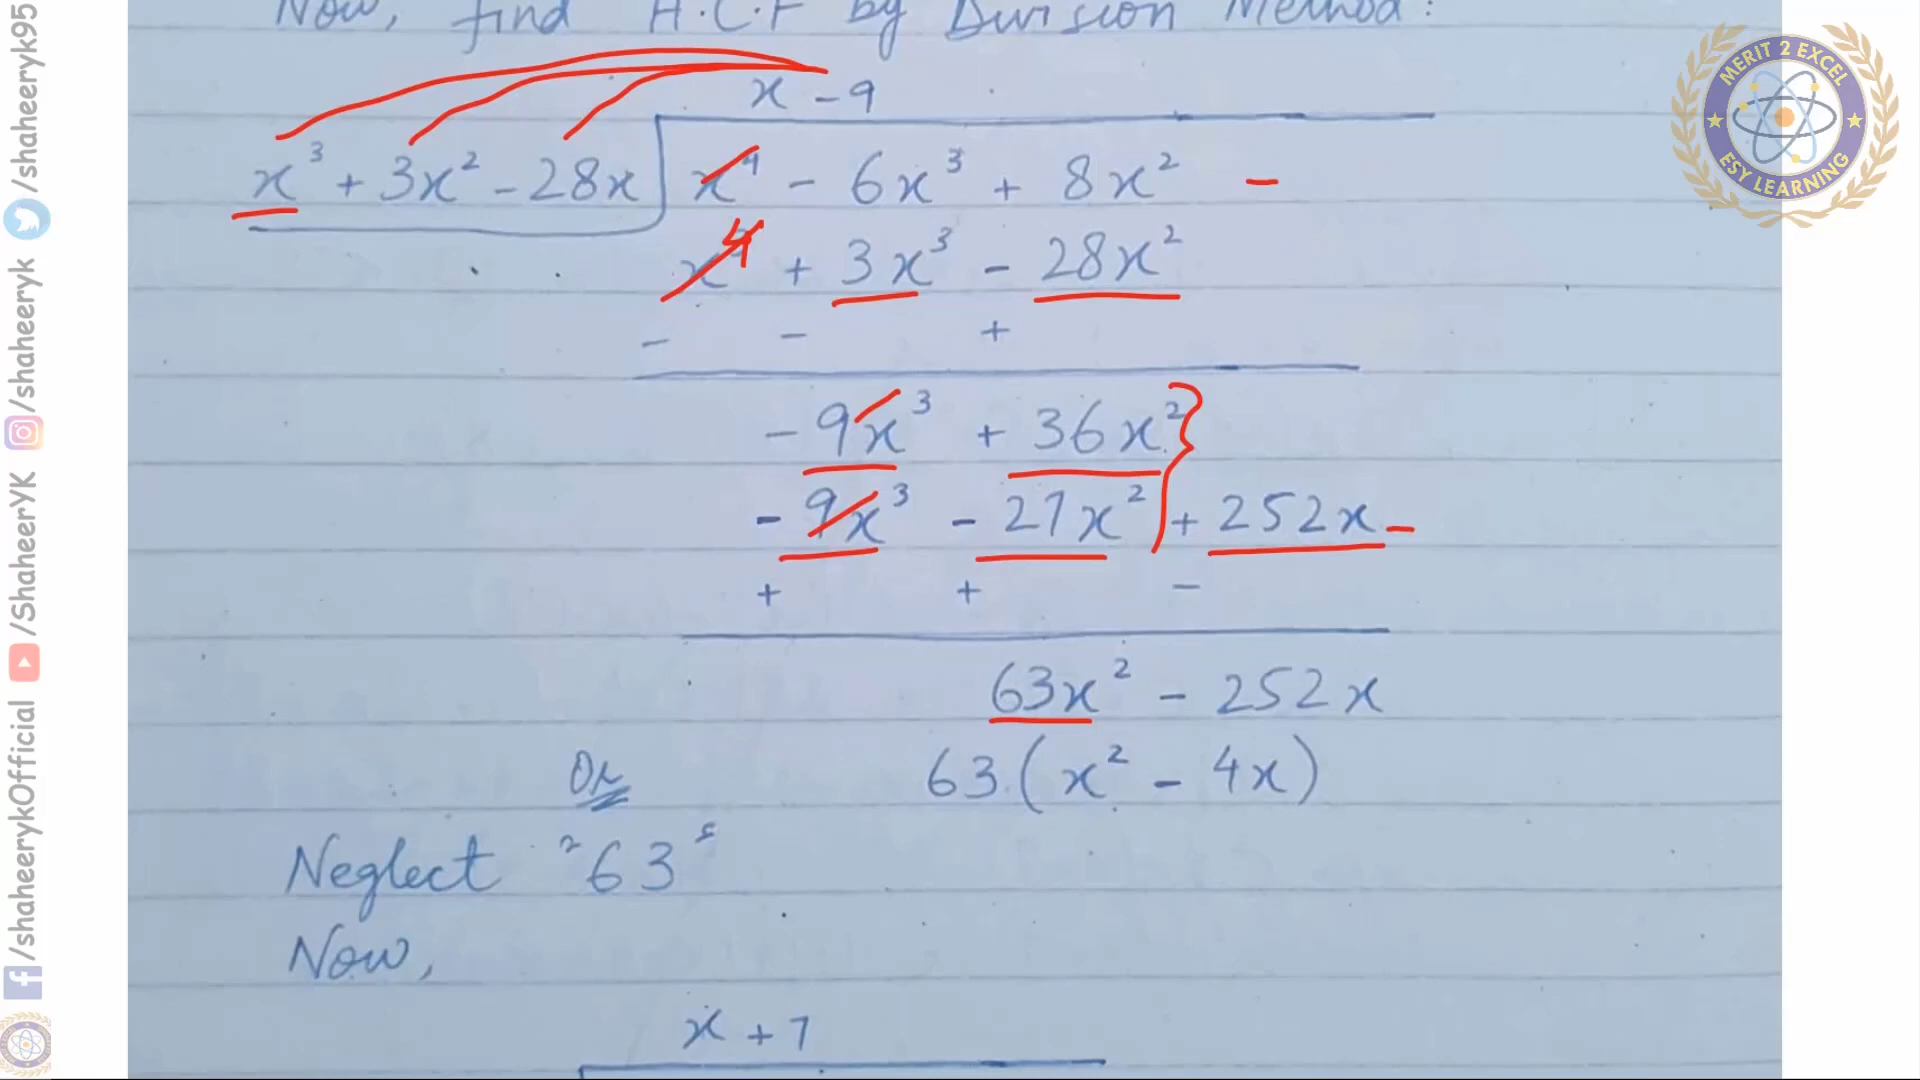 Now, find H.C.F by Division Method:
x - 9
x³ + 3x² - 28x x⁴ - 6x³ + 8x² -
x⁴ + 3x³ - 28x²
- - +
- 9x³ + 36x²
- 9x³ - 27x² + 252x -
+ + -
63x² - 252x
Or 63(x² - 4x)
Neglect "63"
Now,
x + 7
MERIT 2 EXCEL
ESY LEARNING
/shaheerykOfficial /ShaheerYK /shaheeryk /shaheeryk95